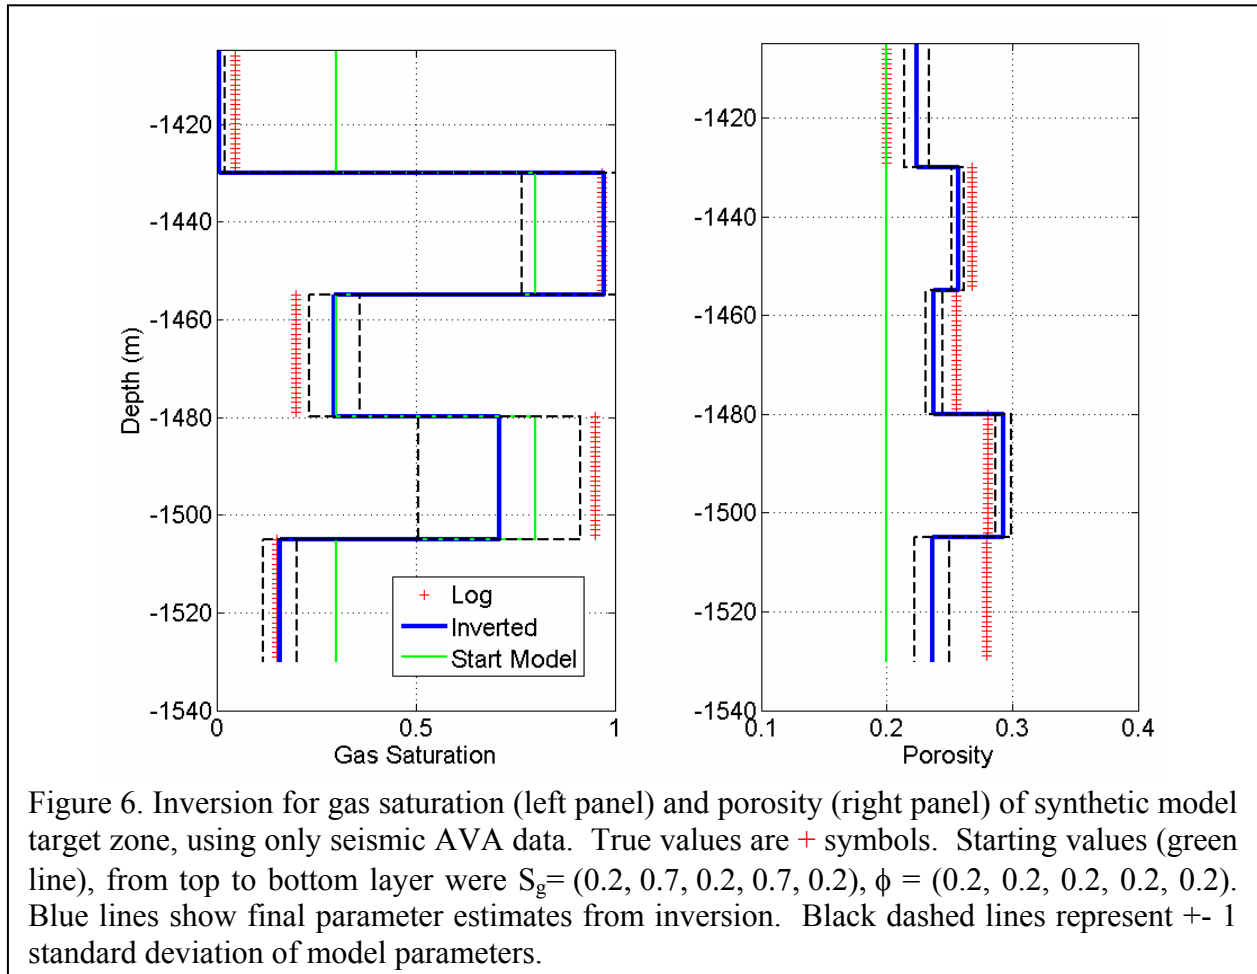 -1420
-1440
-1460
-1480
-1500
-1520
-1540
Depth (m)
0
0.5
1
Gas Saturation
Log
Inverted
Start Model
-1420
-1440
-1460
-1480
-1500
-1520
-1540
0.1
0.2
0.3
0.4
Porosity
Figure 6. Inversion for gas saturation (left panel) and porosity (right panel) of synthetic model
target zone, using only seismic AVA data. True values are + symbols. Starting values (green
line), from top to bottom layer were Sg= (0.2, 0.7, 0.2, 0.7, 0.2), ϕ = (0.2, 0.2, 0.2, 0.2, 0.2).
Blue lines show final parameter estimates from inversion. Black dashed lines represent +- 1
standard deviation of model parameters.